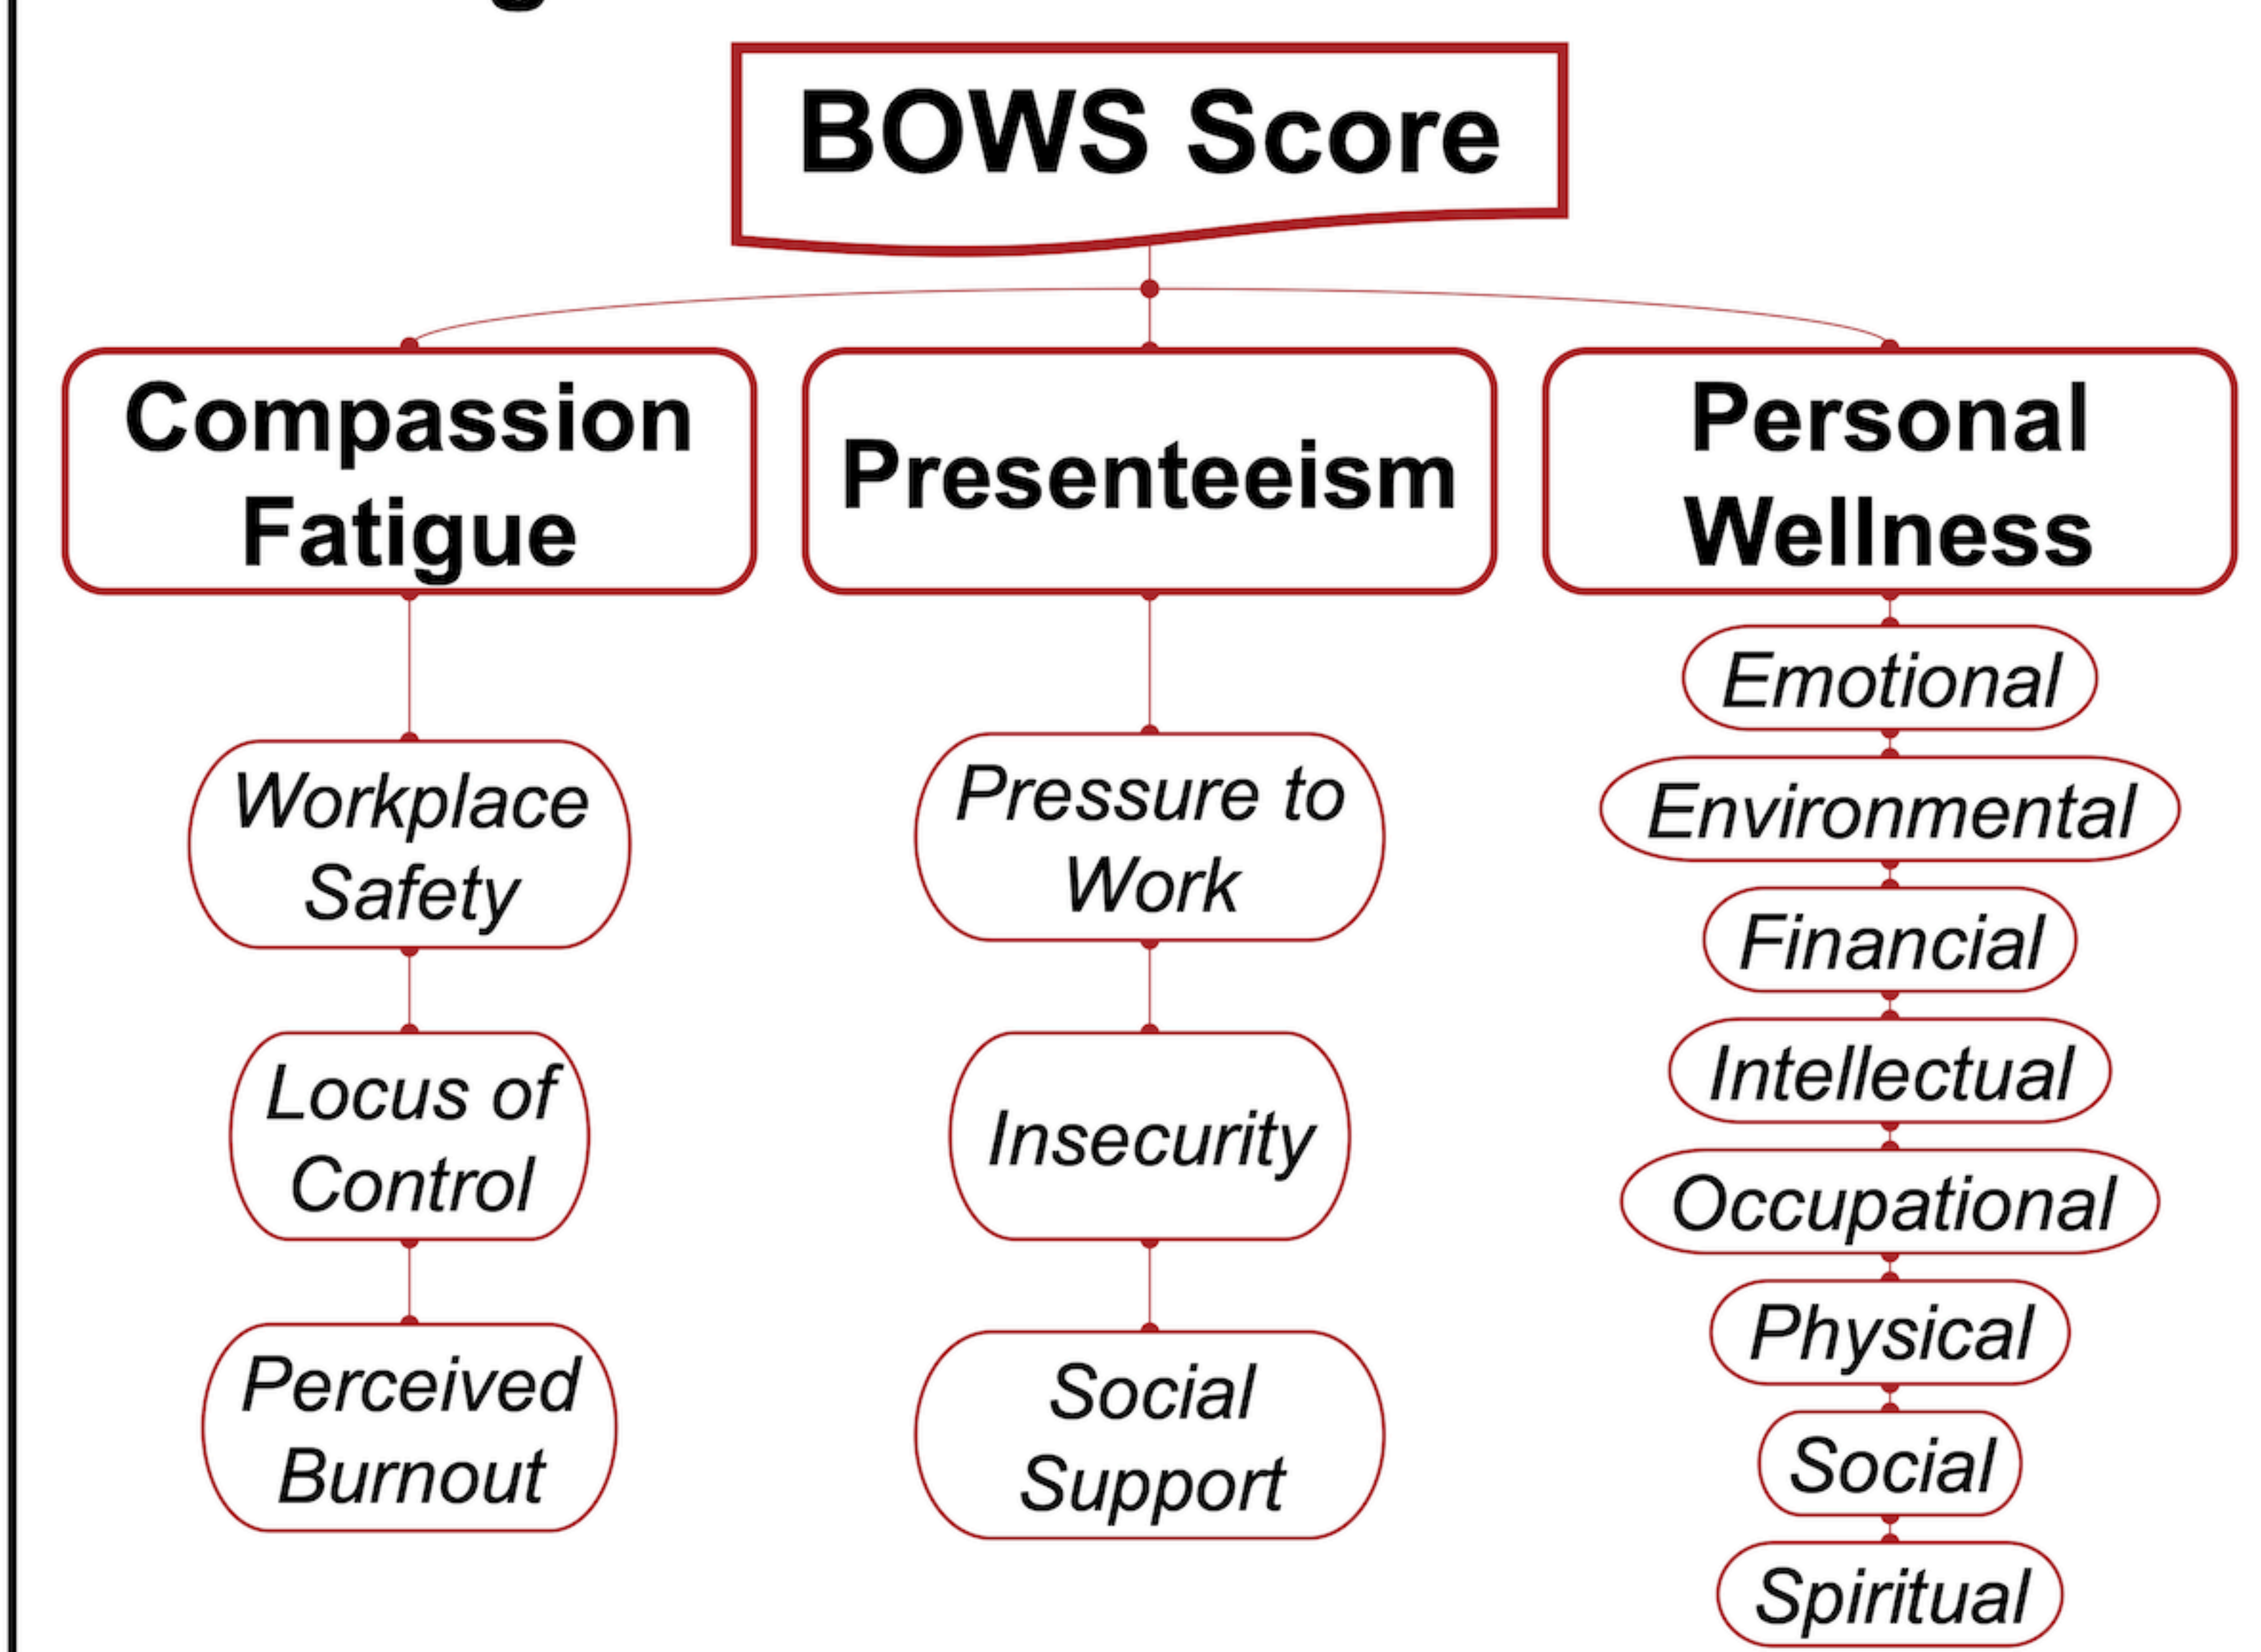 BOWS Score
Compassion
Fatigue
Presenteeism
Personal
Wellness
Workplace
Safety
Locus of
Control
Perceived
Burnout
Pressure to
Work
Insecurity
Social
Support
Emotional
Environmental
Financial
Intellectual
Occupational
Physical
Social
Spiritual